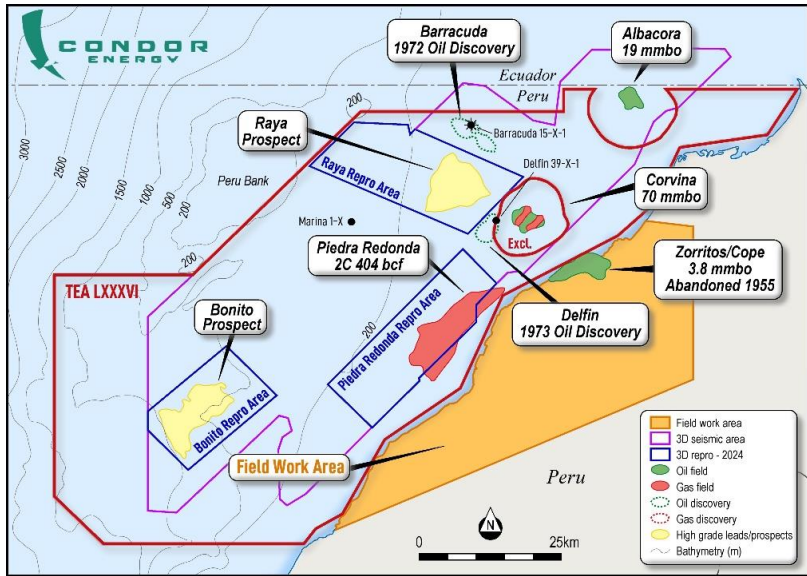 CONDOR
ENERGY
Barracuda
1972 Oil Discovery
Ecuador
Peru
Albacora
19 mmbo
200
Raya
Prospect
Barracuda 15-X-1
Raya Repro Area
Delfin 39-X-1
3000
2500
2000
1500
1000
500
200
Peru Bank
Corvina
70 mmbo
Marina 1-X
Excl.
Piedra Redonda
2C 404 bcf
Zorritos/Cope
3.8 mmbo
Abandoned 1955
200
TEA LXXXVI
Bonito
Prospect
200
Delfin
1973 Oil Discovery
Piedra Redonda Repro Area
Bonito Repro Area
Field Work Area
Peru
N
0
25km
Field work area
3D seismic area
3D repro - 2024
Oil field
Gas field
Oil discovery
Gas discovery
High grade leads/prospects
Bathymetry (m)